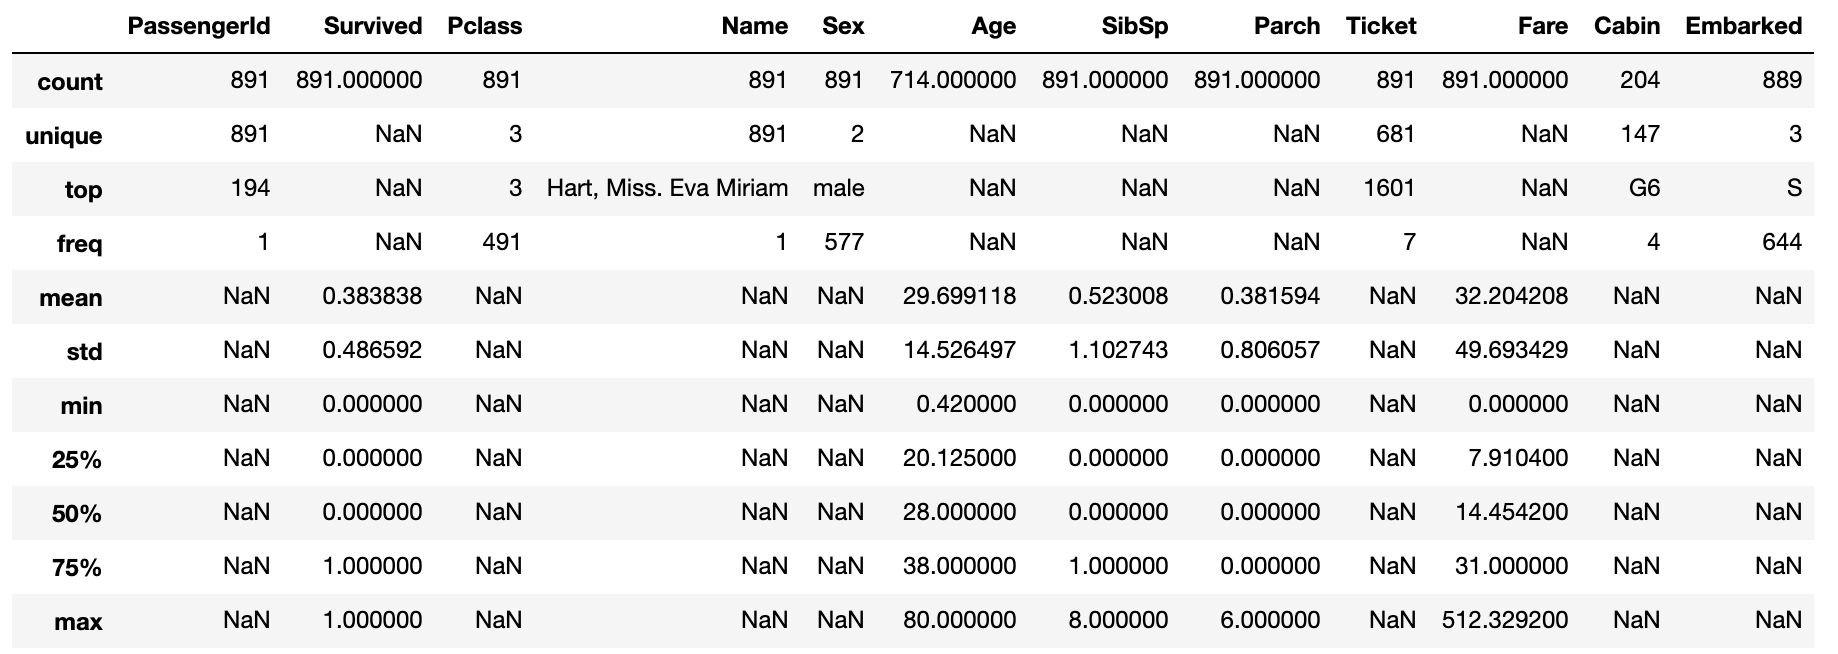 PassengerId Survived Pclass Name Sex Age SibSp Parch Ticket Fare Cabin Embarked
count 891 891.000000 891 891 891 714.000000 891.000000 891.000000 891 891.000000 204 889
unique 891 NaN 3 891 2 NaN NaN NaN 681 NaN 147 3
top 194 NaN 3 Hart, Miss. Eva Miriam male NaN NaN NaN 1601 NaN G6 S
freq 1 NaN 491 1 577 NaN NaN NaN 7 NaN 4 644
mean NaN 0.383838 NaN NaN NaN 29.699118 0.523008 0.381594 NaN 32.204208 NaN NaN
std NaN 0.486592 NaN NaN NaN 14.526497 1.102743 0.806057 NaN 49.693429 NaN NaN
min NaN 0.000000 NaN NaN NaN 0.420000 0.000000 0.000000 NaN 0.000000 NaN NaN
25% NaN 0.000000 NaN NaN NaN 20.125000 0.000000 0.000000 NaN 7.910400 NaN NaN
50% NaN 0.000000 NaN NaN NaN 28.000000 0.000000 0.000000 NaN 14.454200 NaN NaN
75% NaN 1.000000 NaN NaN NaN 38.000000 1.000000 0.000000 NaN 31.000000 NaN NaN
max NaN 1.000000 NaN NaN NaN 80.000000 8.000000 6.000000 NaN 512.329200 NaN NaN